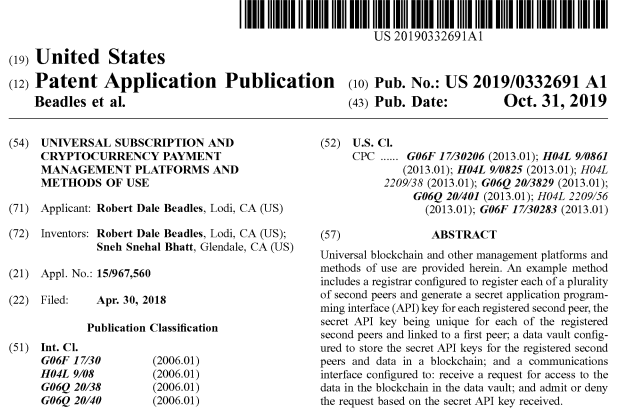 US 20190332691A1
(19) United States
(12) Patent Application Publication
Beadles et al.
(10) Pub. No.: US 2019/0332691 A1
(43) Pub. Date: Oct. 31, 2019
(54) UNIVERSAL SUBSCRIPTION AND
CRYPTOCURRENCY PAYMENT
MANAGEMENT PLATFORMS AND
METHODS OF USE
(71) Applicant: Robert Dale Beadles, Lodi, CA (US)
(72) Inventors: Robert Dale Beadles, Lodi, CA (US);
Sneh Snehal Bhatt, Glendale, CA (US)
(21) Appl. No.: 15/967,560
(22) Filed: Apr. 30, 2018
Publication Classification
(51) Int. Cl.
G06F 17/30 (2006.01)
H04L 9/08 (2006.01)
G06Q 20/38 (2006.01)
G06Q 20/40 (2006.01)
(52) U.S. Cl.
CPC ...... G06F 17/30206 (2013.01); H04L 9/0861
(2013.01); H04L 9/0825 (2013.01); H04L
2209/38 (2013.01); G06Q 20/3829 (2013.01);
G06Q 20/401 (2013.01); H04L 2209/56
(2013.01); G06F 17/30283 (2013.01)
(57) ABSTRACT
Universal blockchain and other management platforms and
methods of use are provided herein. An example method
includes a registrar configured to register each of a plurality
of second peers and generate a secret application program-
ming interface (API) key for each registered second peer, the
secret API key being unique for each of the registered
second peers and linked to a first peer; a data vault config-
ured to store the secret API keys for the registered second
peers and data in a blockchain; and a communications
interface configured to: receive a request for access to the
data in the blockchain in the data vault; and admit or deny
the request based on the secret API key received.